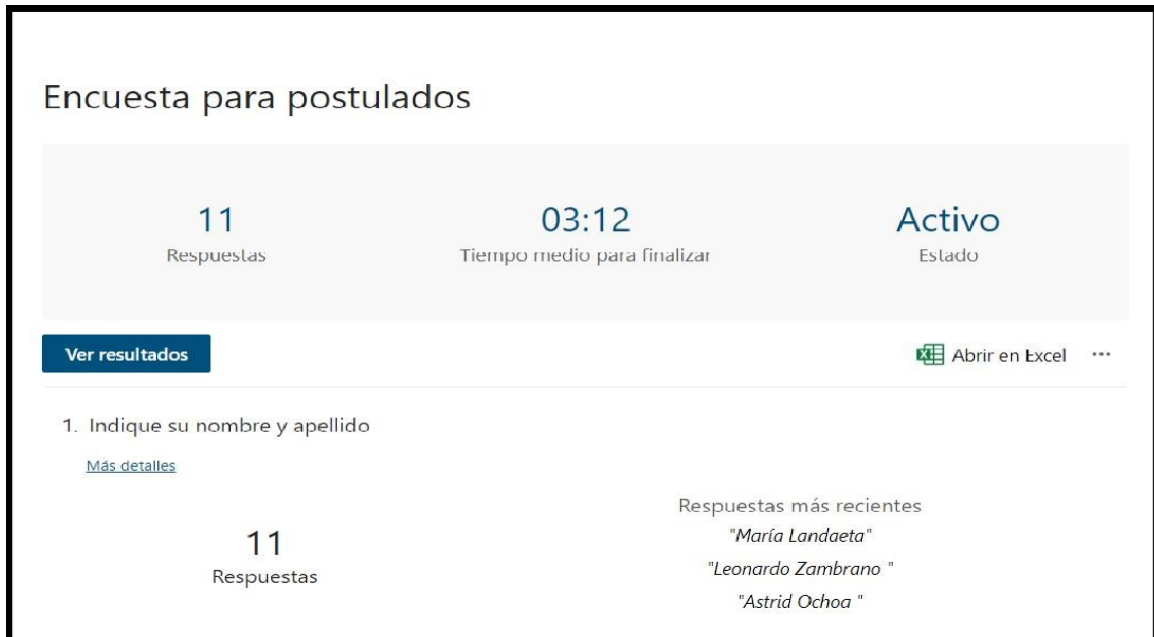 Encuesta para postulados
11
Respuestas
03:12
Tiempo medio para finalizar
Activo
Estado
Ver resultados
Abrir en Excel
...
1. Indique su nombre y apellido
Más detalles
11
Respuestas
Respuestas más recientes
"María Landaeta"
"Leonardo Zambrano "
"Astrid Ochoa "